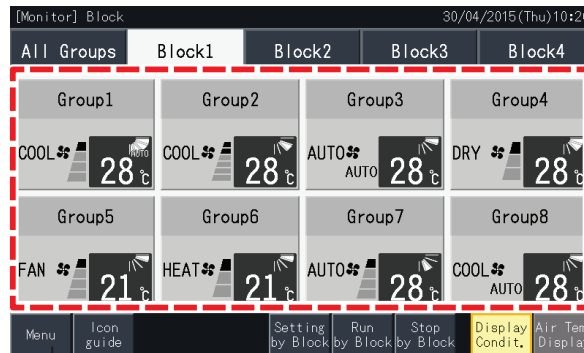 [Monitor] Block 30/04/2015(Thu)10:20
All Groups Block1 Block2 Block3 Block4
Group1 Group2 Group3 Group4
COOL AUTO 28℃ COOL 28℃ AUTO AUTO 28℃ DRY 28℃
Group5 Group6 Group7 Group8
FAN 21℃ HEAT 21℃ AUTO 28℃ COOL AUTO 28℃
Menu Icon guide Setting by Block Run by Block Stop by Block Display Condit. Air Tem Displa